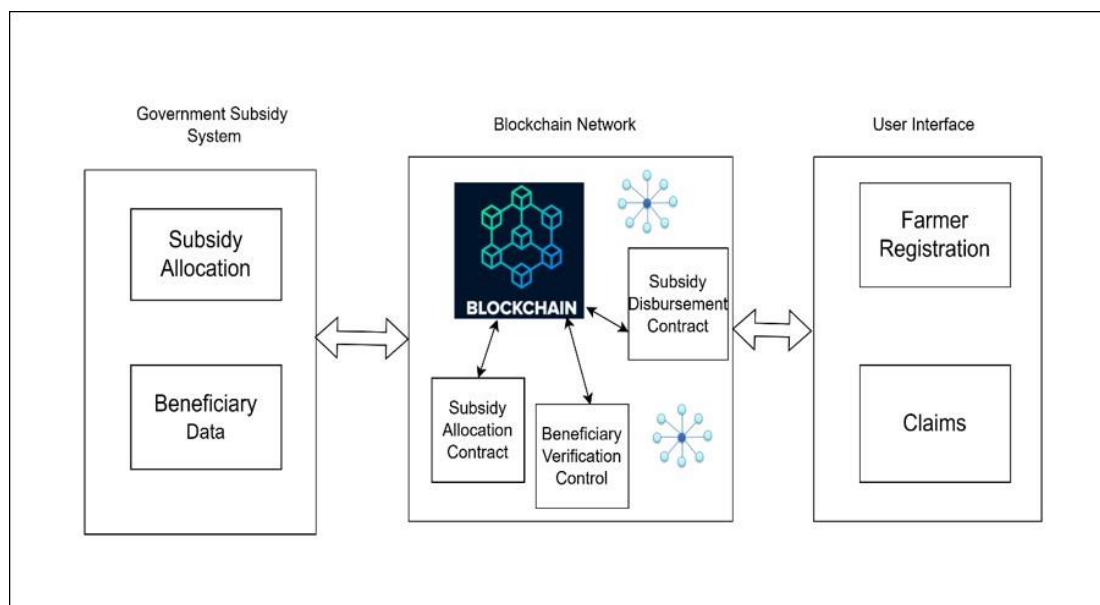 Government Subsidy
System
Blockchain Network
User Interface
Subsidy
Allocation
Beneficiary
Data
BLOCKCHAIN
Subsidy
Disbursement
Contract
Subsidy
Allocation
Contract
Beneficiary
Verification
Control
Farmer
Registration
Claims